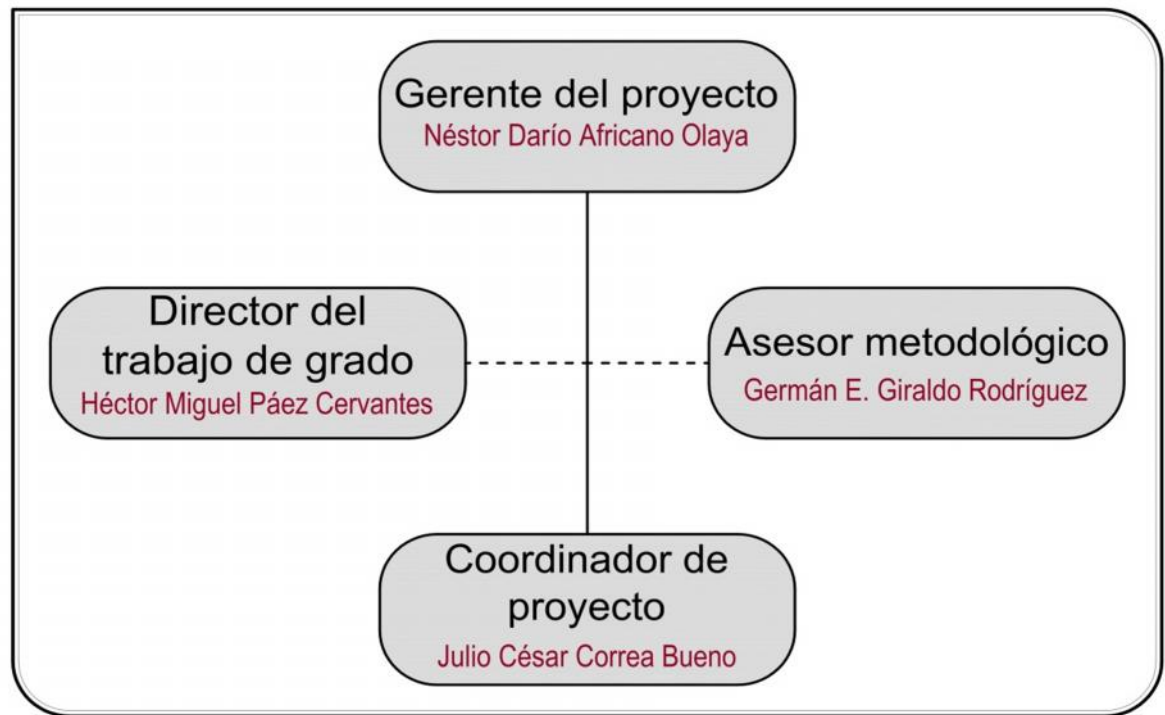 Gerente del proyecto
Néstor Darío Africano Olaya
Director del
trabajo de grado
Héctor Miguel Páez Cervantes
Asesor metodológico
Germán E. Giraldo Rodríguez
Coordinador de
proyecto
Julio César Correa Bueno